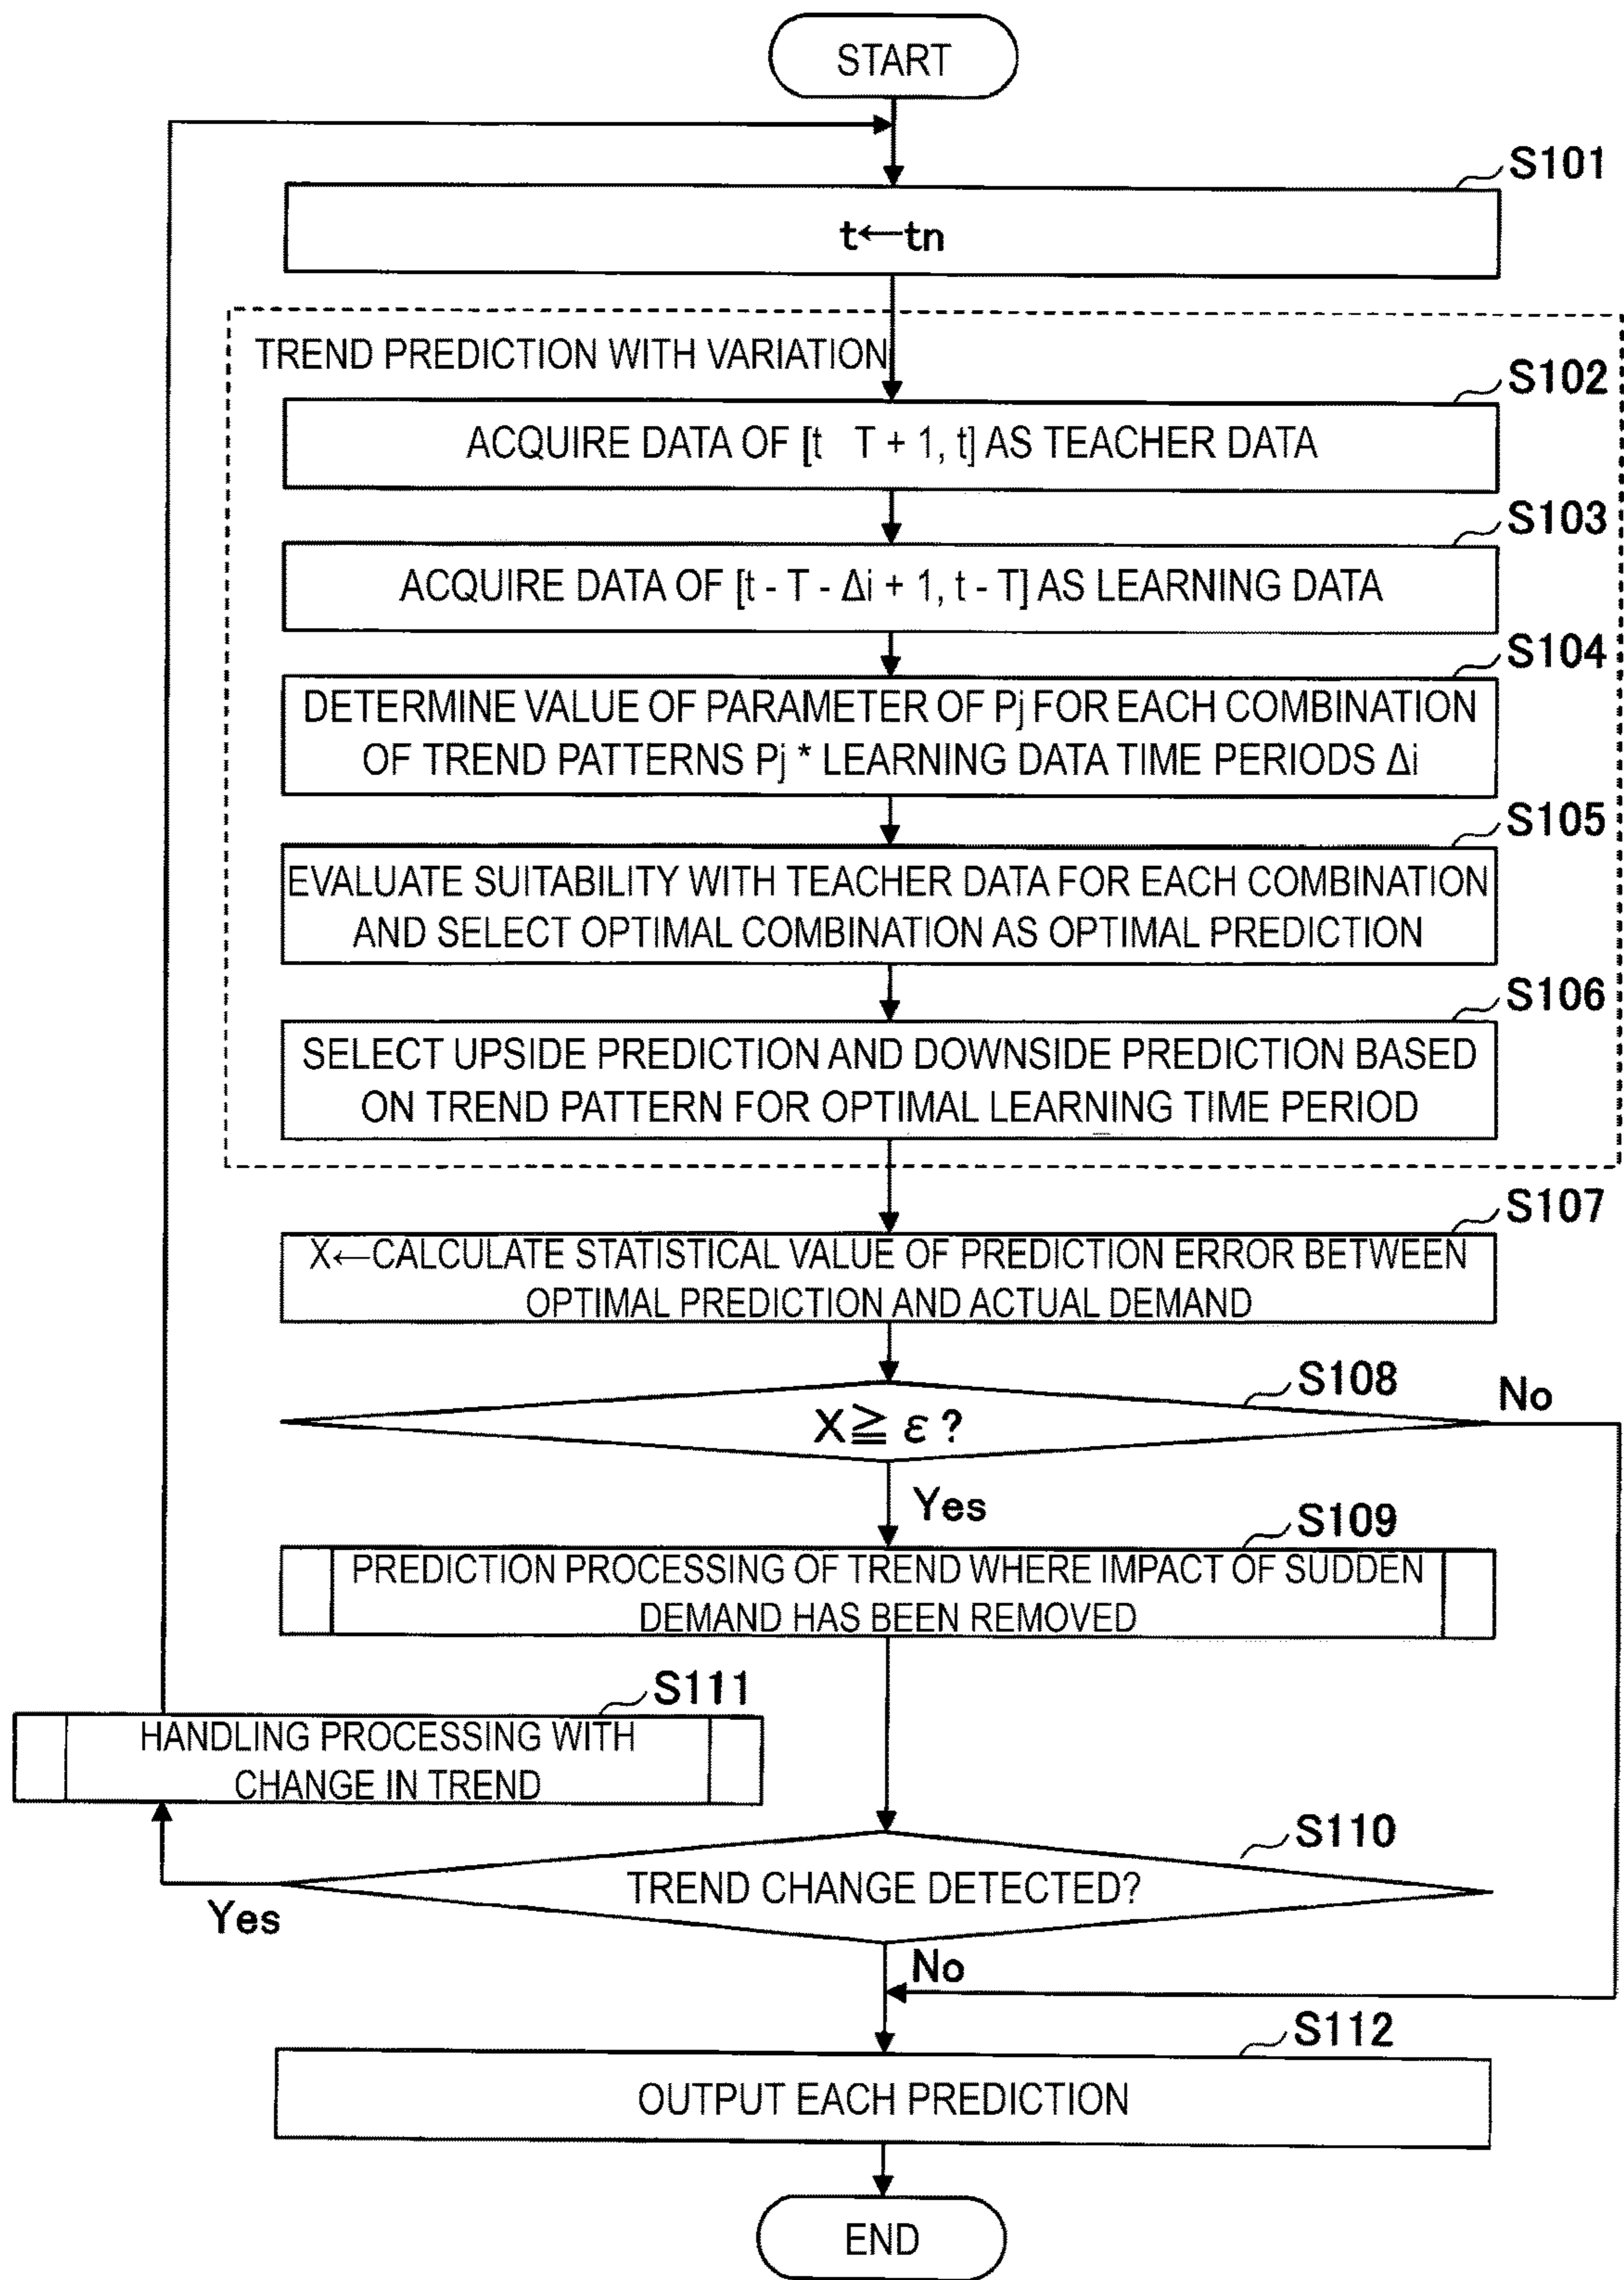 START
S101
t←tn
TREND PREDICTION WITH VARIATION
S102
ACQUIRE DATA OF [t T + 1, t] AS TEACHER DATA
S103
ACQUIRE DATA OF [t - T - Δi + 1, t - T] AS LEARNING DATA
S104
DETERMINE VALUE OF PARAMETER OF Pj FOR EACH COMBINATION
OF TREND PATTERNS Pj * LEARNING DATA TIME PERIODS Δi
S105
EVALUATE SUITABILITY WITH TEACHER DATA FOR EACH COMBINATION
AND SELECT OPTIMAL COMBINATION AS OPTIMAL PREDICTION
S106
SELECT UPSIDE PREDICTION AND DOWNSIDE PREDICTION BASED
ON TREND PATTERN FOR OPTIMAL LEARNING TIME PERIOD
S107
X←CALCULATE STATISTICAL VALUE OF PREDICTION ERROR BETWEEN
OPTIMAL PREDICTION AND ACTUAL DEMAND
S108
No
X≧ ε ?
Yes
S109
PREDICTION PROCESSING OF TREND WHERE IMPACT OF SUDDEN
DEMAND HAS BEEN REMOVED
S111
HANDLING PROCESSING WITH
CHANGE IN TREND
S110
TREND CHANGE DETECTED?
Yes
No
S112
OUTPUT EACH PREDICTION
END